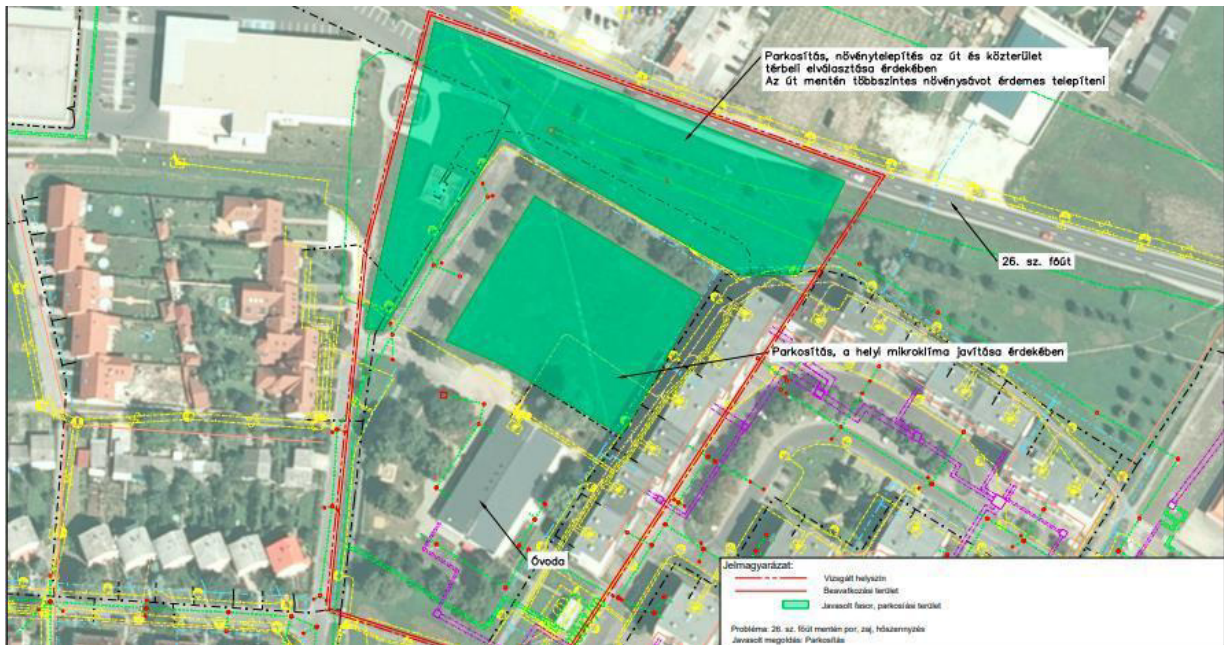 Parkosítás, növénytelepítés az út és közterület
térbeli elválasztása érdekében
Az út mentén többszintes növénysávot érdemes telepíteni
26. sz. főút
Parkosítás, a helyi mikroklíma javítása érdekében
Óvoda
Jelmagyarázat:
Vizsgált helyszín
Beavatkozási terület
Javasolt fasor, parkosíási terület
Probléma: 26. sz. főút mentén por, zaj, hőszennyzés
Javasolt megoldás: Parkosítás